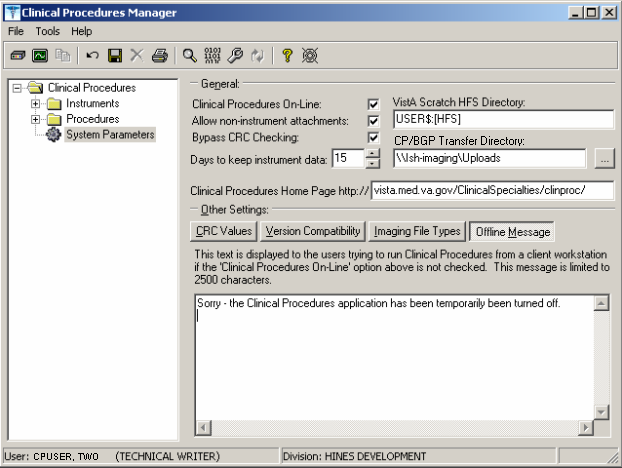 Clinical Procedures Manager
File Tools Help
Clinical Procedures
Instruments
Procedures
System Parameters
General:
Clinical Procedures On-Line:
Allow non-instrument attachments:
Bypass CRC Checking:
Days to keep instrument data: 15
VistA Scratch HFS Directory:
USER$:[HFS]
CP/BGP Transfer Directory:
\\Ish-imaging\Uploads
...
Clinical Procedures Home Page http:// vista.med.va.gov/ClinicalSpecialties/clinproc/
Other Settings:
CRC Values Version Compatibility Imaging File Types Offline Message
This text is displayed to the users trying to run Clinical Procedures from a client workstation
if the 'Clinical Procedures On-Line' option above is not checked. This message is limited to
2500 characters.
Sorry - the Clinical Procedures application has been temporarily been turned off.
User: CPUSER, TWO (TECHNICAL WRITER) Division: HINES DEVELOPMENT